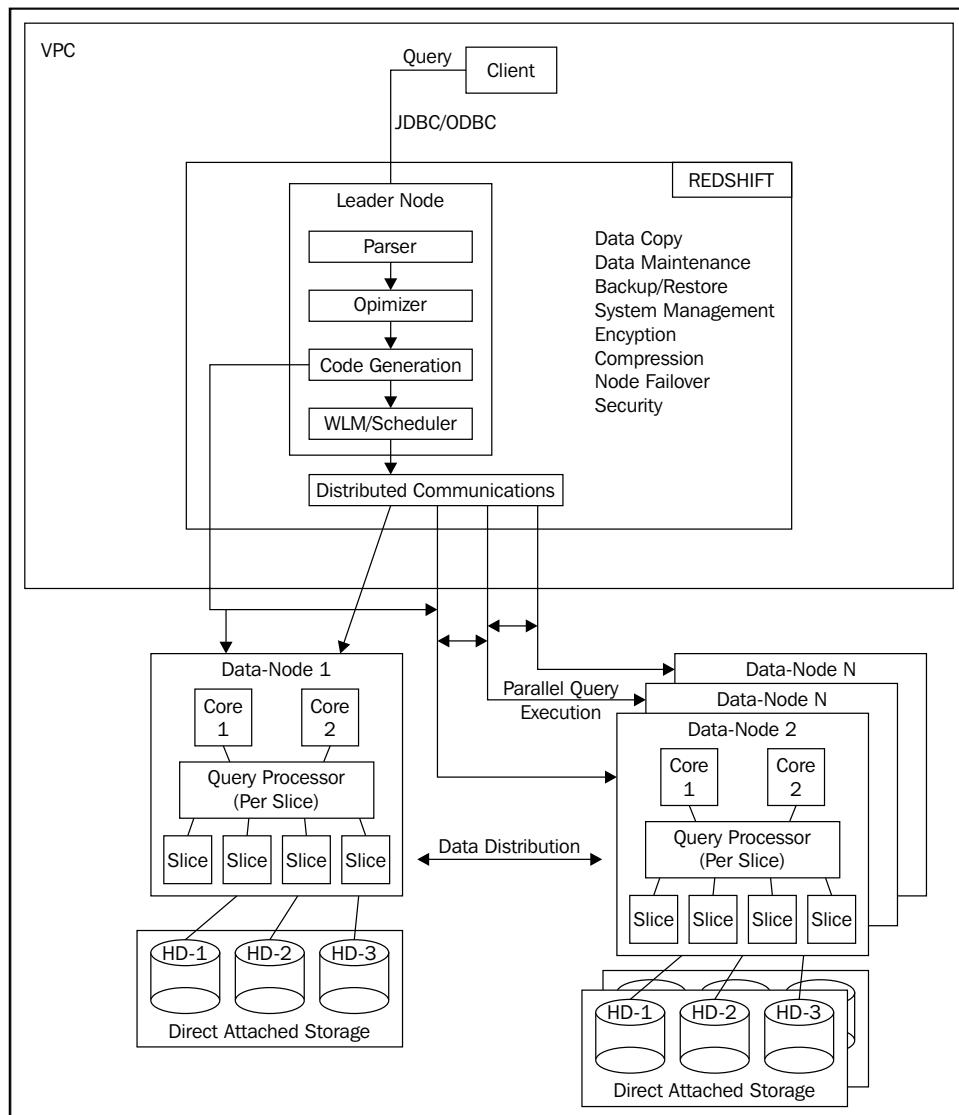 VPC
Query
Client
JDBC/ODBC
REDSHIFT
Leader Node
Parser
Opimizer
Code Generation
WLM/Scheduler
Distributed Communications
Data Copy
Data Maintenance
Backup/Restore
System Management
Encyption
Compression
Node Failover
Security
Data-Node 1
Core
1
Core
2
Query Processor
(Per Slice)
Slice
Slice
Slice
Slice
HD-1
HD-2
HD-3
Direct Attached Storage
Parallel Query
Execution
Data Distribution
Data-Node N
Data-Node N
Data-Node 2
Core
1
Core
2
Query Processor
(Per Slice)
Slice
Slice
Slice
Slice
HD-1
HD-2
HD-3
Direct Attached Storage